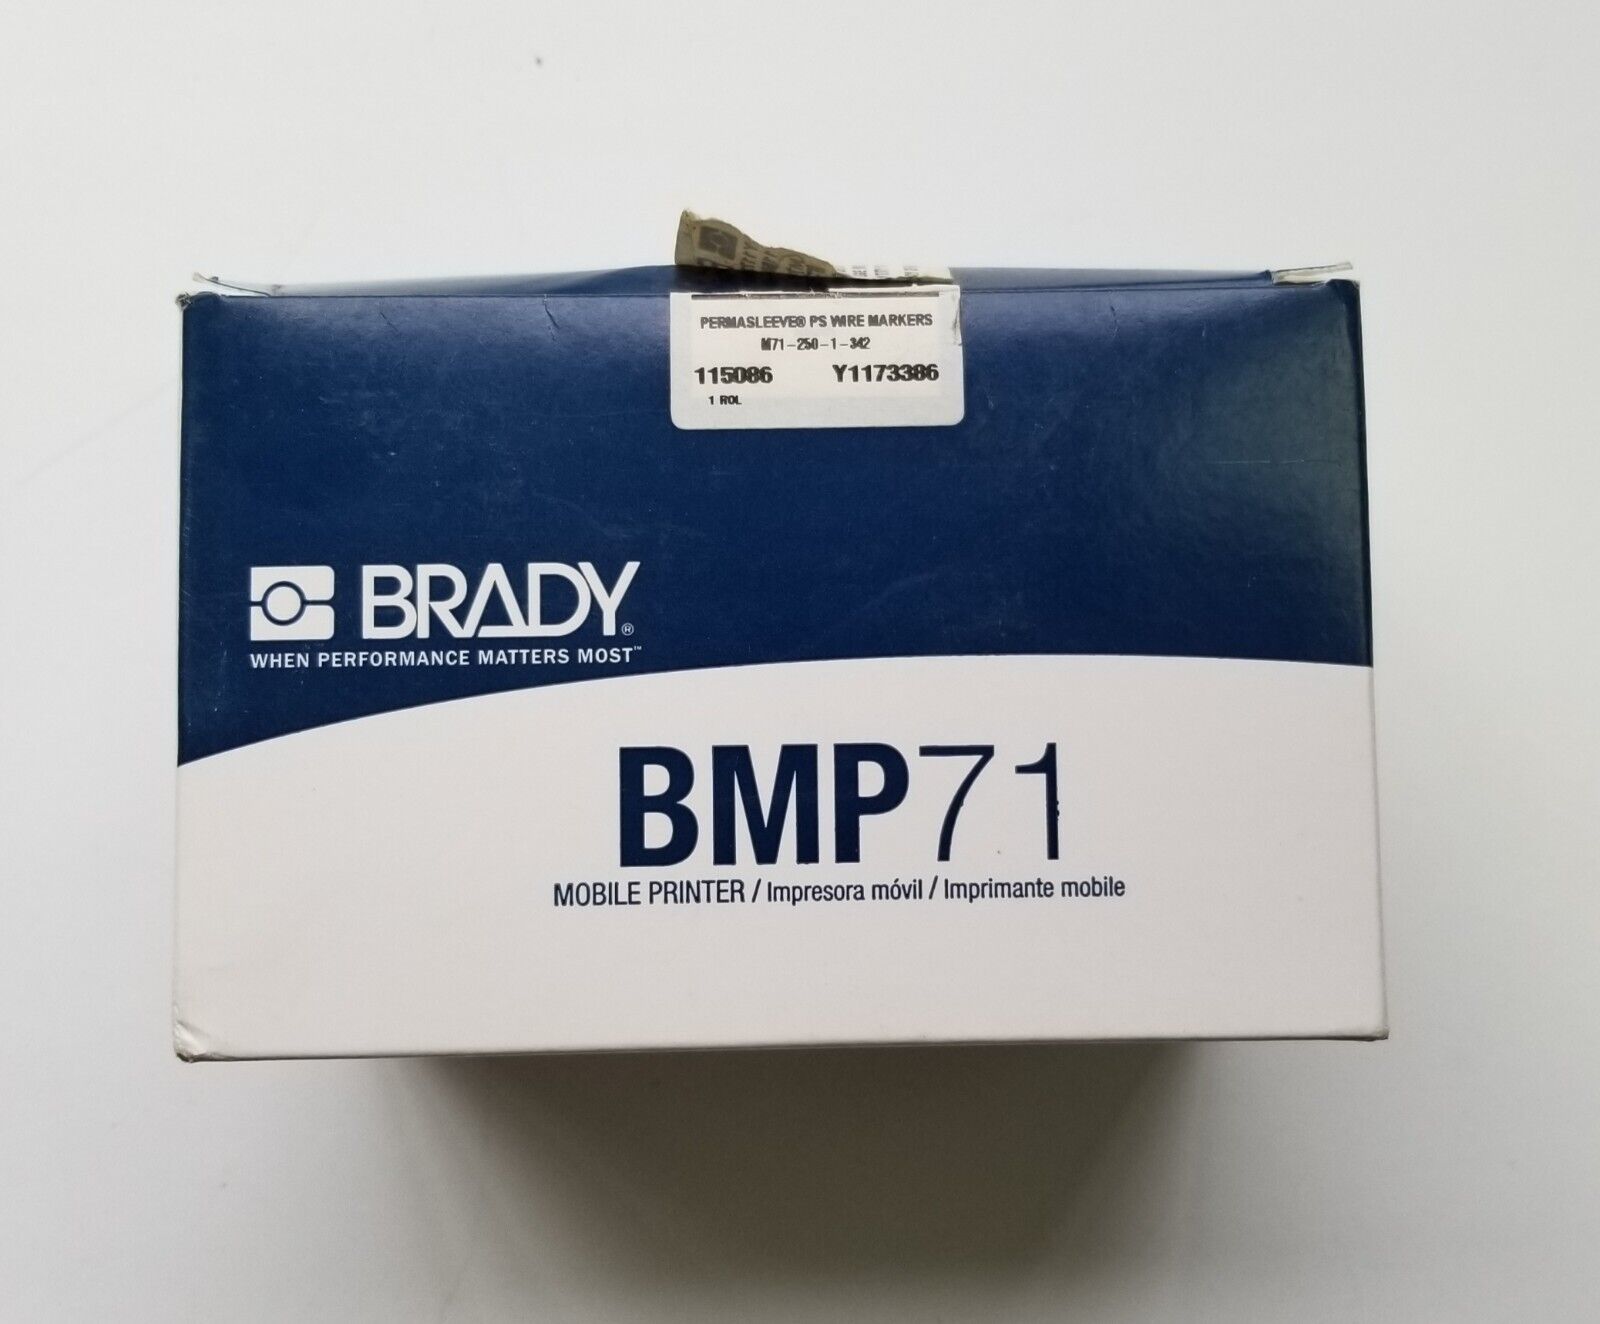 PERMASLEEVE® PS WIRE MARKERS
M71-250-1-342
115086 Y1173386
1 ROL
BRADY®
WHEN PERFORMANCE MATTERS MOST™
BMP71
MOBILE PRINTER / Impresora móvil / Imprimante mobile